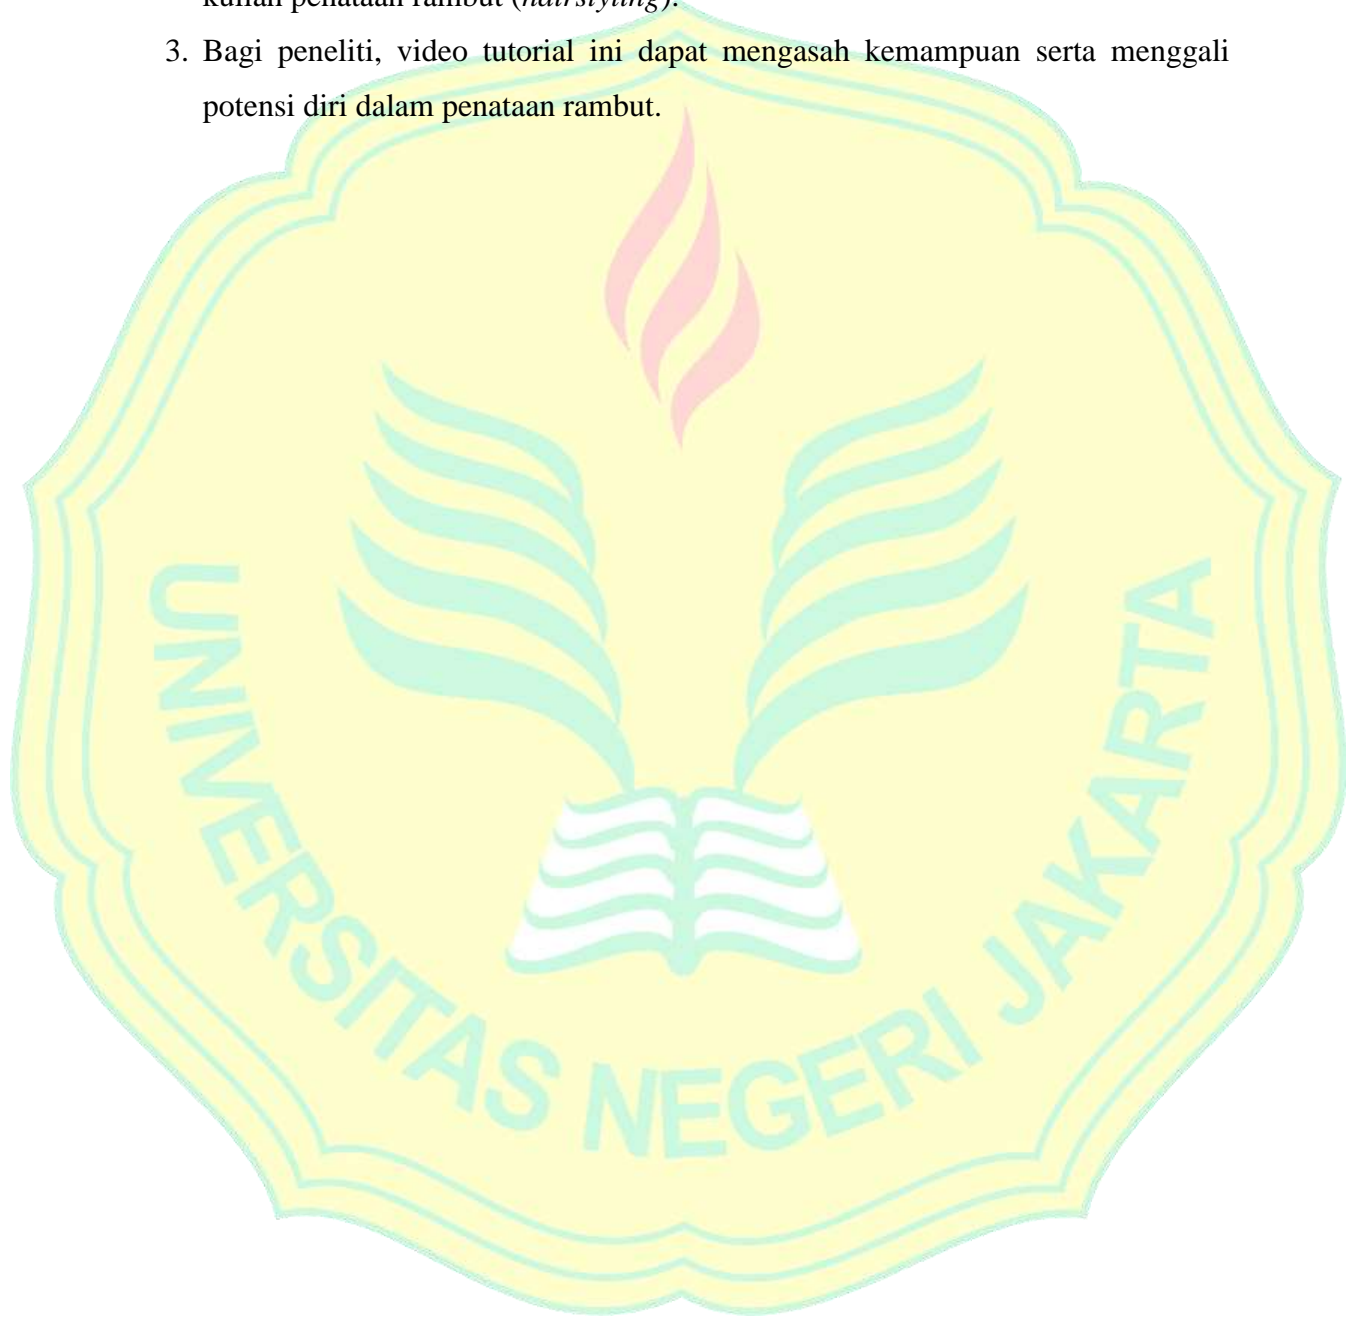 kuliah penataan rambut (hairstyling).
3. Bagi peneliti, video tutorial ini dapat mengasah kemampuan serta menggali
potensi diri dalam penataan rambut.
UNIVERSITAS NEGERI JAKARTA